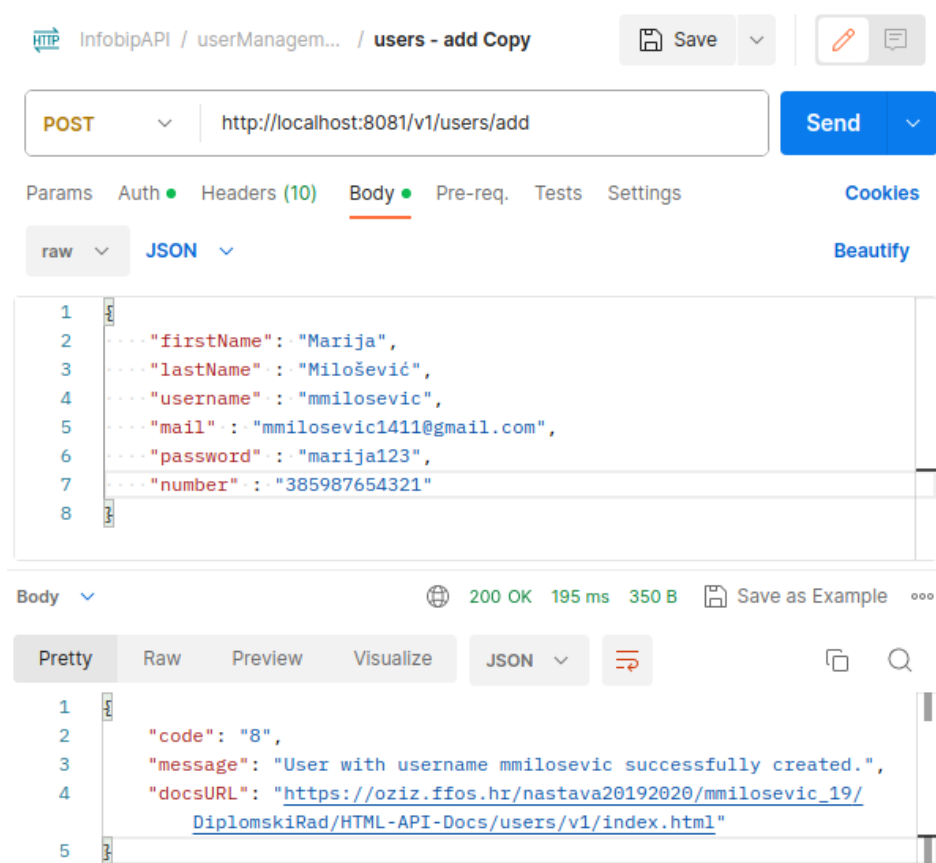 HTTP InfobipAPI / userManagem... / users - add Copy Save
POST http://localhost:8081/v1/users/add Send
Params Auth Headers (10) Body Pre-req. Tests Settings Cookies
raw JSON Beautify
1 {
2 "firstName": "Marija",
3 "lastName" : "Milošević",
4 "username" : "mmilosevic",
5 "mail" : "mmilosevic1411@gmail.com",
6 "password" : "marija123",
7 "number" : "385987654321"
8 }
Body 200 OK 195 ms 350 B Save as Example
Pretty Raw Preview Visualize JSON
1 {
2 "code": "8",
3 "message": "User with username mmilosevic successfully created.",
4 "docsURL": "https://oziz.ffos.hr/nastava20192020/mmilosevic_19/
DiplomskiRad/HTML-API-Docs/users/v1/index.html"
5 }